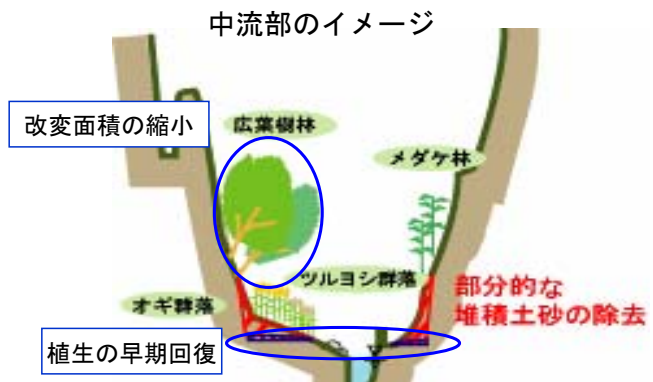 中流部のイメージ
改変面積の縮小
広葉樹林
メダケ林
ツルヨシ群落
オギ群落
部分的な
堆積土砂の除去
植生の早期回復